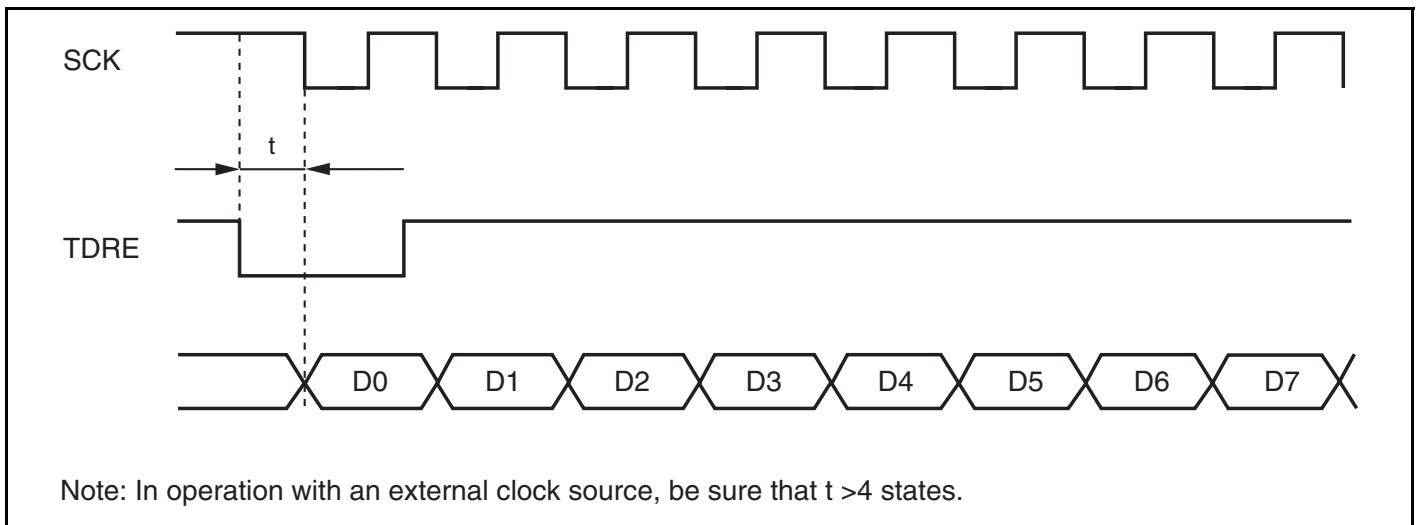 SCK
t
TDRE
D0 D1 D2 D3 D4 D5 D6 D7
Note: In operation with an external clock source, be sure that t >4 states.